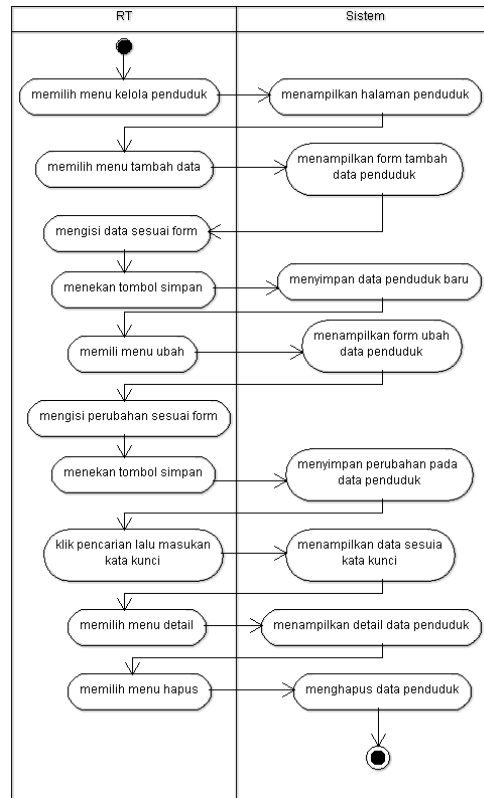 RT
Sistem
memilih menu kelola penduduk
menampilkan halaman penduduk
memilih menu tambah data
menampilkan form tambah
data penduduk
mengisi data sesuai form
menekan tombol simpan
menyimpan data penduduk baru
memili menu ubah
menampilkan form ubah
data penduduk
mengisi perubahan sesuai form
menekan tombol simpan
menyimpan perubahan pada
data penduduk
klik pencarian lalu masukan
kata kunci
menampilkan data sesuia
kata kunci
memilih menu detail
menampilkan detail data penduduk
memilih menu hapus
menghapus data penduduk